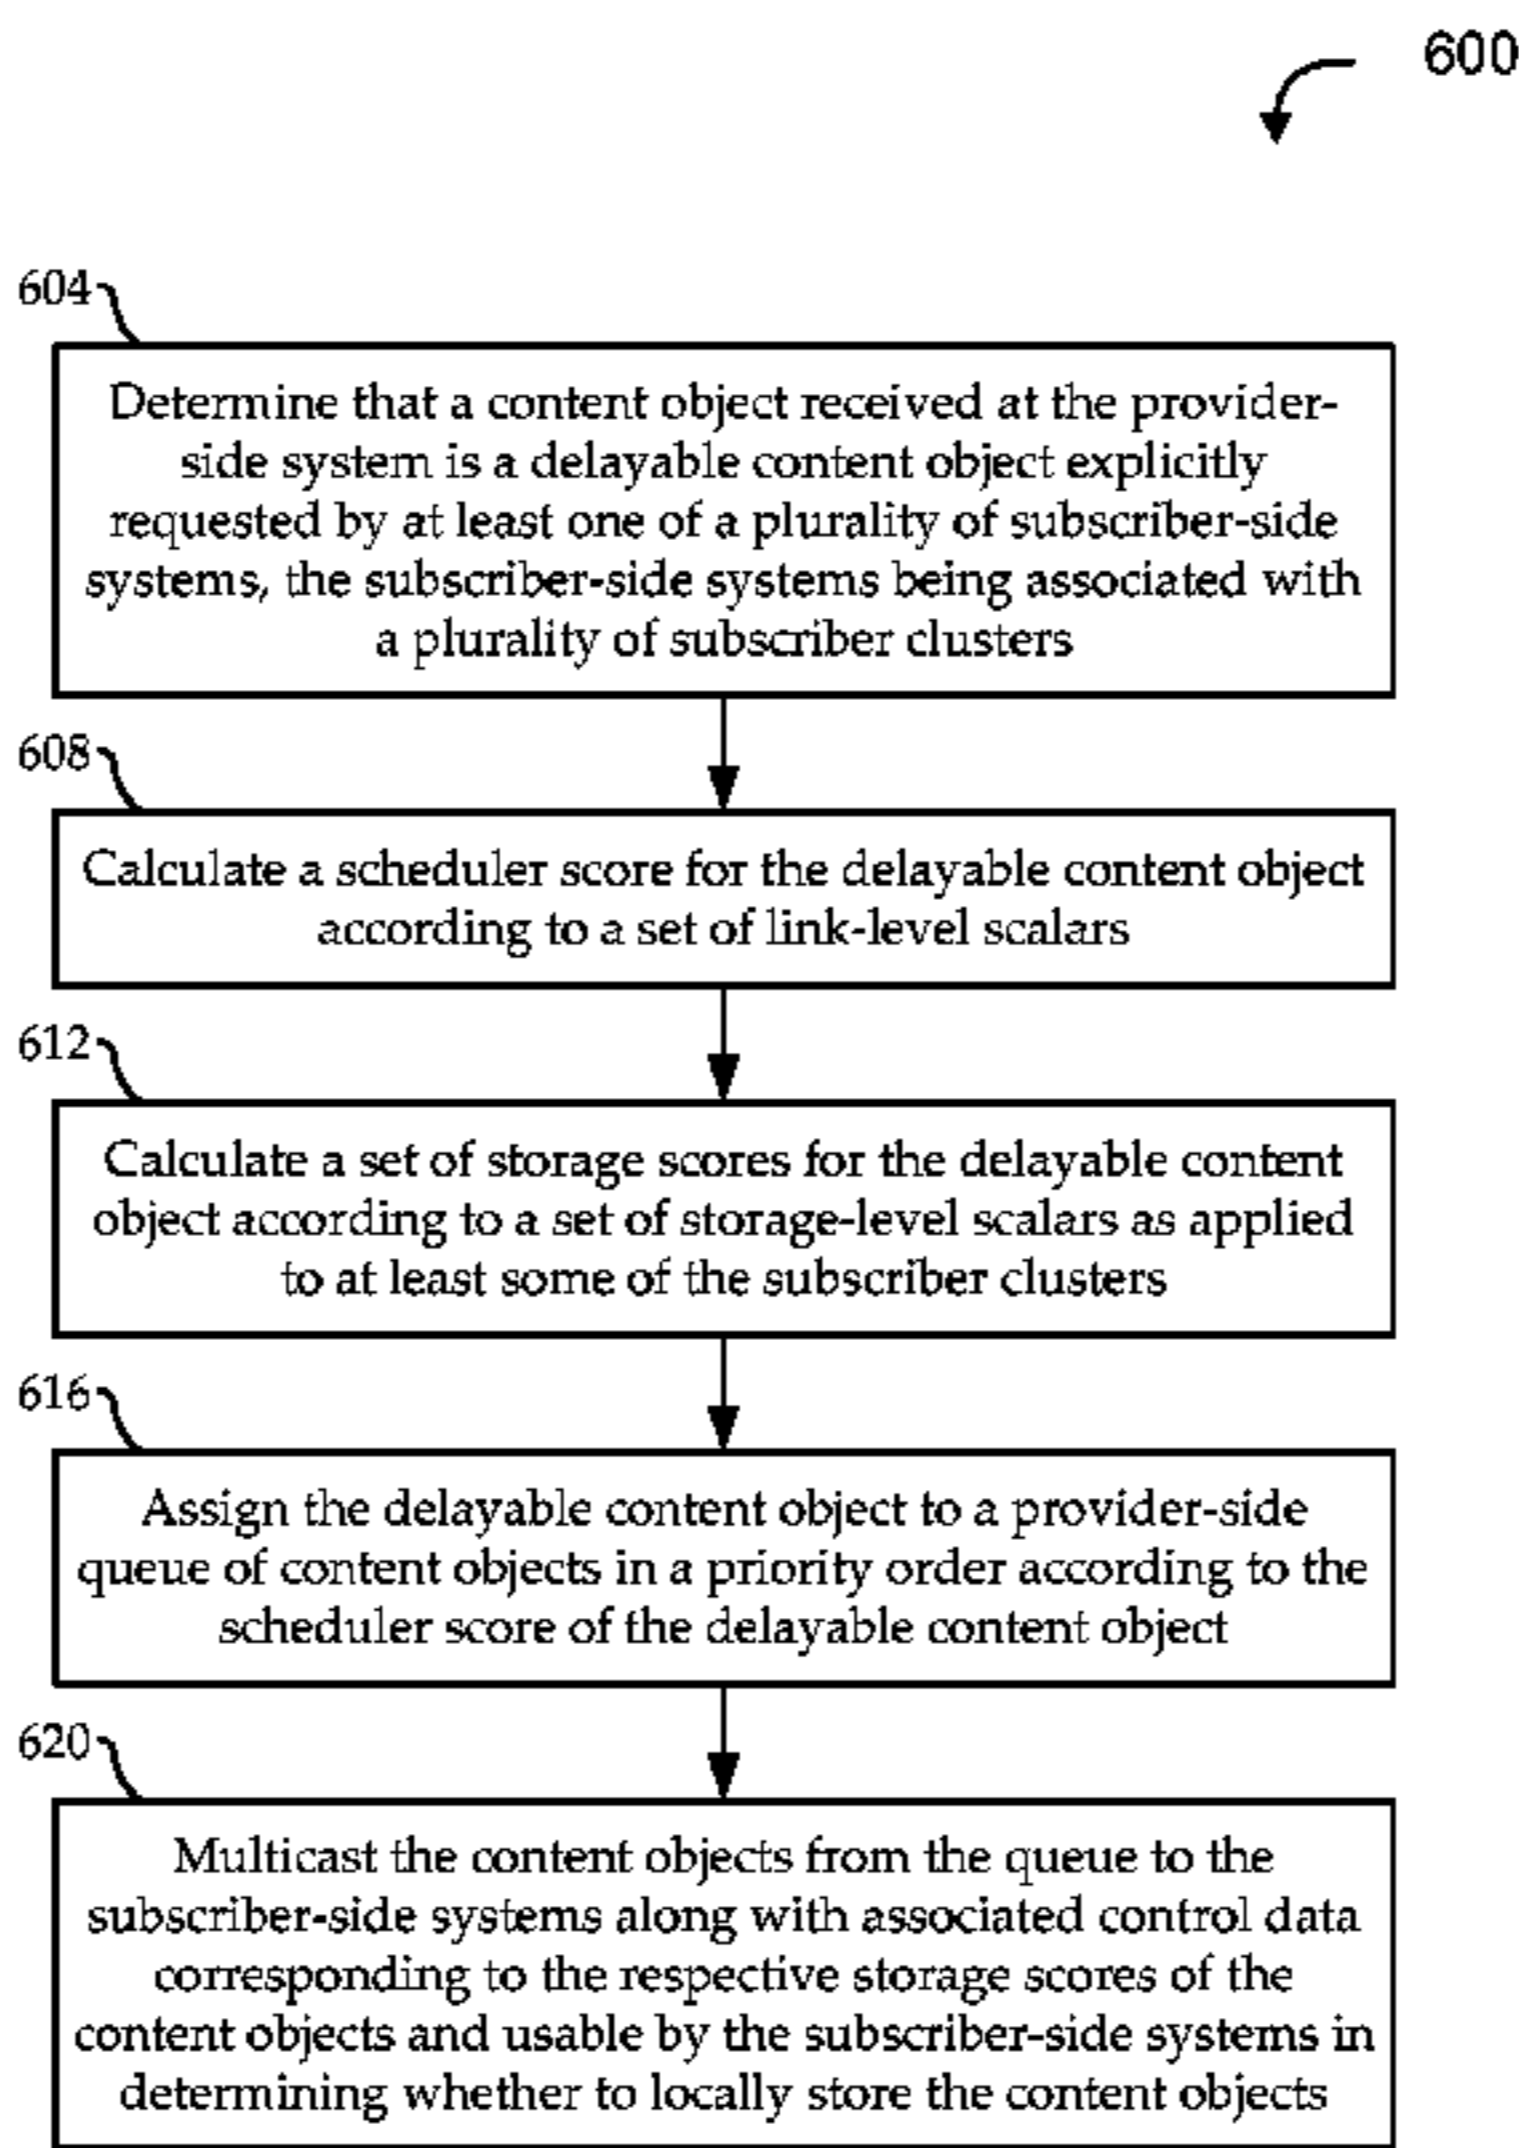 600
604
Determine that a content object received at the provider-
side system is a delayable content object explicitly
requested by at least one of a plurality of subscriber-side
systems, the subscriber-side systems being associated with
a plurality of subscriber clusters
608
Calculate a scheduler score for the delayable content object
according to a set of link-level scalars
612
Calculate a set of storage scores for the delayable content
object according to a set of storage-level scalars as applied
to at least some of the subscriber clusters
616
Assign the delayable content object to a provider-side
queue of content objects in a priority order according to the
scheduler score of the delayable content object
620
Multicast the content objects from the queue to the
subscriber-side systems along with associated control data
corresponding to the respective storage scores of the
content objects and usable by the subscriber-side systems in
determining whether to locally store the content objects